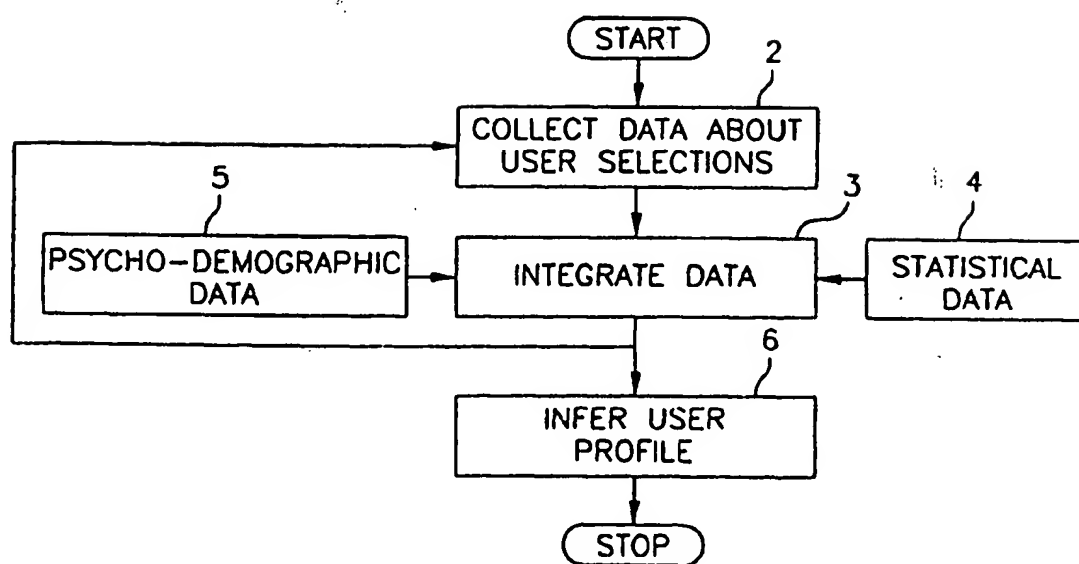 START
2
COLLECT DATA ABOUT
USER SELECTIONS
5
3
4
PSYCHO-DEMOGRAPHIC
DATA
INTEGRATE DATA
STATISTICAL
DATA
6
INFER USER
PROFILE
STOP